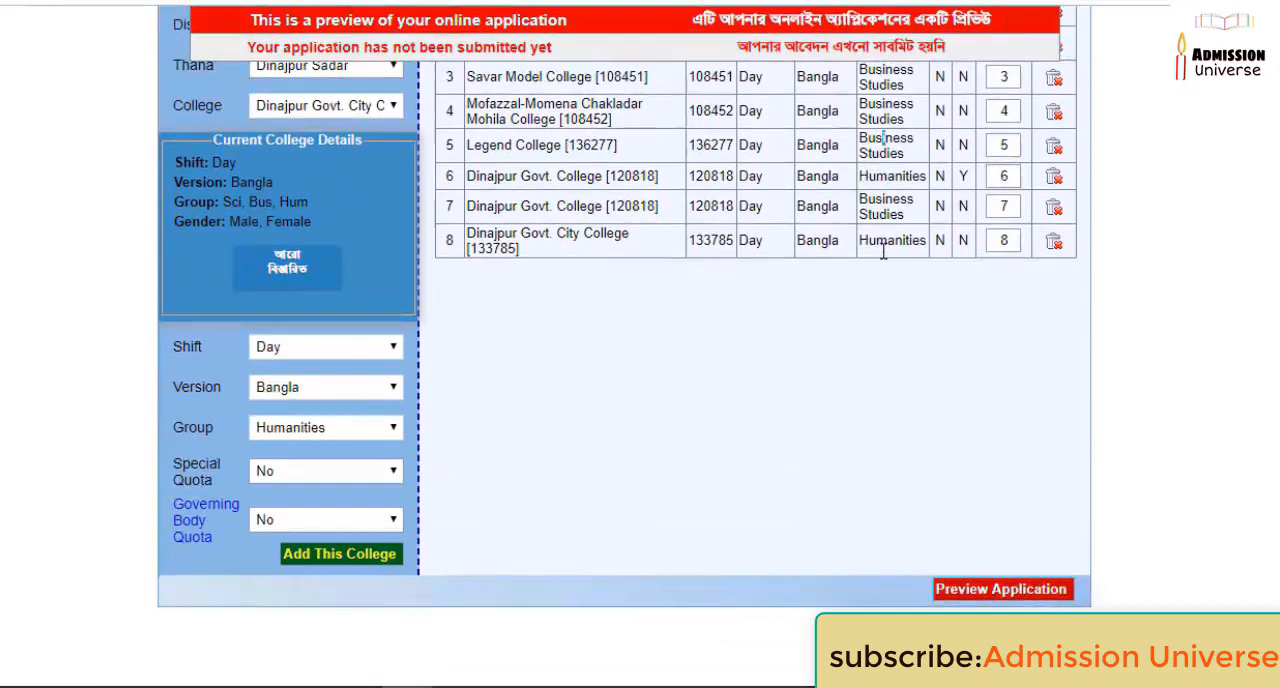 This is a preview of your online application
এটি আপনার অনলাইন অ্যাপ্লিকেশনের একটি প্রিভিউ
Your application has not been submitted yet
আপনার আবেদন এখনো সাবমিট হয়নি
ADMISSION
Universe
Thana Dinajpur Sadar
College Dinajpur Govt. City C
Current College Details
Shift: Day
Version: Bangla
Group: Sci, Bus, Hum
Gender: Male, Female
আরো
বিস্তারিত
Shift Day
Version Bangla
Group Humanities
Special
Quota No
Governing
Body
Quota No
Add This College
3 Savar Model College [108451] 108451 Day Bangla Business Studies N N 3
4 Mofazzal-Momena Chakladar
Mohila College [108452] 108452 Day Bangla Business Studies N N 4
5 Legend College [136277] 136277 Day Bangla Business Studies N N 5
6 Dinajpur Govt. College [120818] 120818 Day Bangla Humanities N Y 6
7 Dinajpur Govt. College [120818] 120818 Day Bangla Business Studies N N 7
8 Dinajpur Govt. City College
[133785] 133785 Day Bangla Humanities N N 8
Preview Application
subscribe:Admission Universe